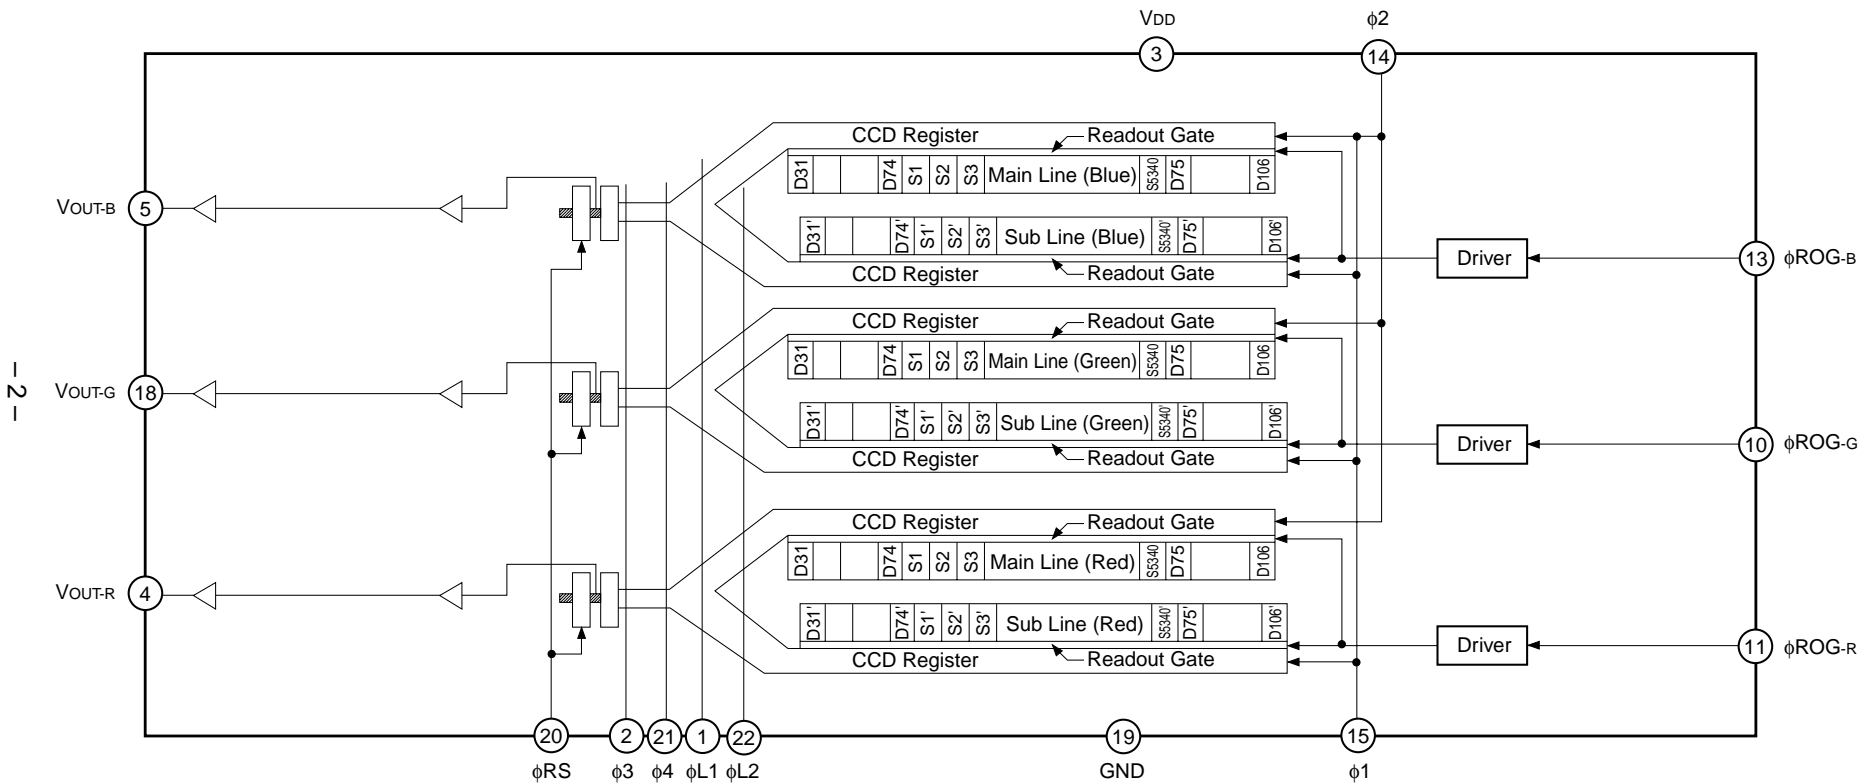 VDD
φ2
3
14
CCD Register
Readout Gate
D31
D74
S1
S2
S3
Main Line (Blue)
S5340
D75
D106
VOUT-B
5
D31'
D74'
S1'
S2'
S3'
Sub Line (Blue)
S5340'
D75'
D106'
Driver
13
φROG-B
CCD Register
Readout Gate
CCD Register
Readout Gate
D31
D74
S1
S2
S3
Main Line (Green)
S5340
D75
D106
VOUT-G
18
D31'
D74'
S1'
S2'
S3'
Sub Line (Green)
S5340'
D75'
D106'
Driver
10
φROG-G
CCD Register
Readout Gate
CCD Register
Readout Gate
D31
D74
S1
S2
S3
Main Line (Red)
S5340
D75
D106
VOUT-R
4
D31'
D74'
S1'
S2'
S3'
Sub Line (Red)
S5340'
D75'
D106'
Driver
11
φROG-R
CCD Register
Readout Gate
20
2
21
1
22
19
15
φRS
φ3
φ4
φL1
φL2
GND
φ1
– 2 –